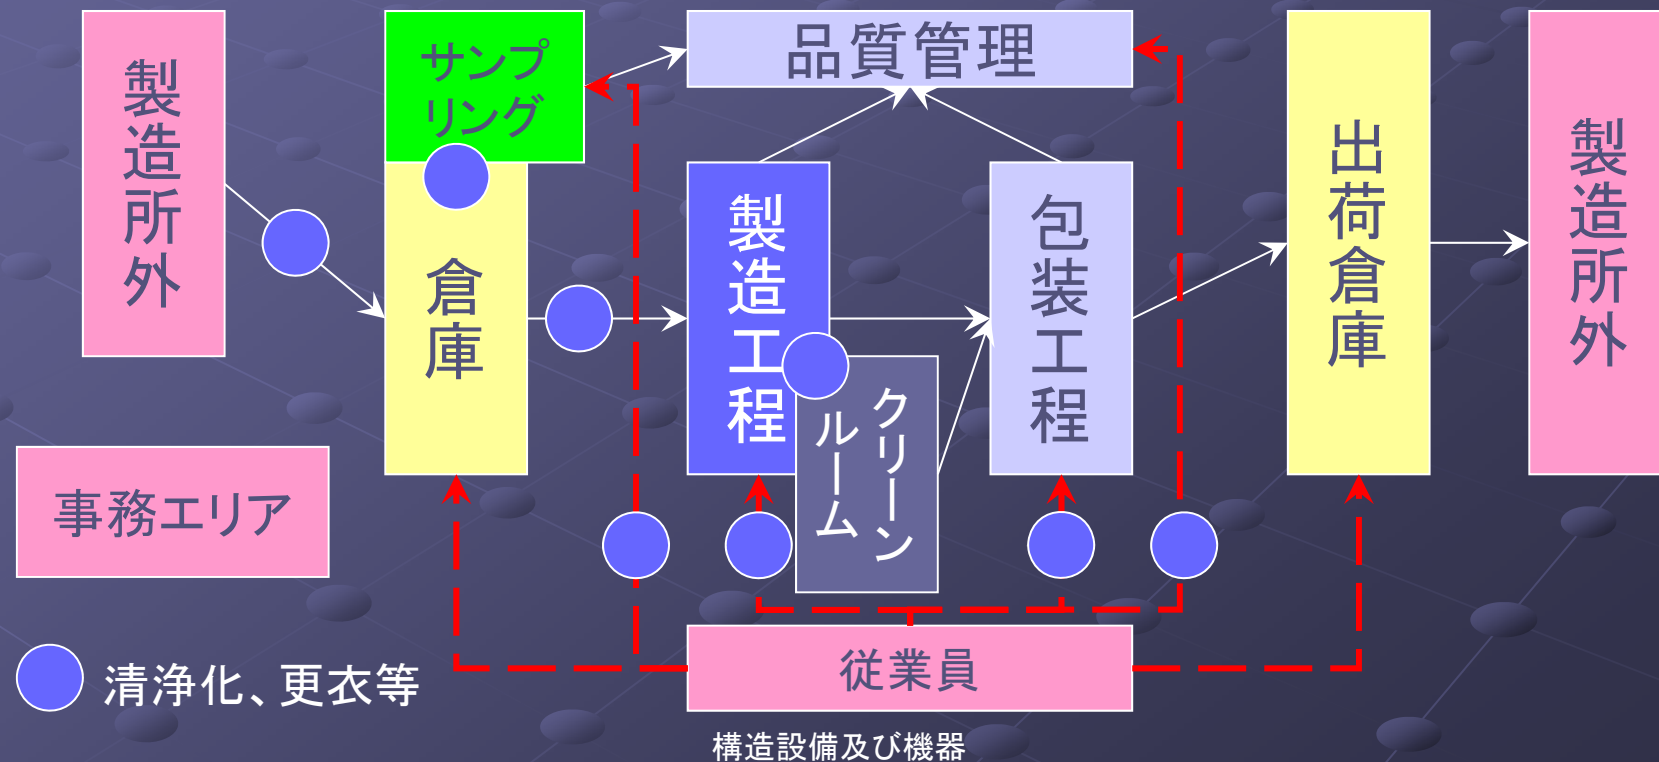 製造所外
サンプ
リング
品質管理
倉庫
製造工程
クリーン
ルーム
包装工程
出荷倉庫
製造所外
事務エリア
従業員
清浄化、更衣等
構造設備及び機器